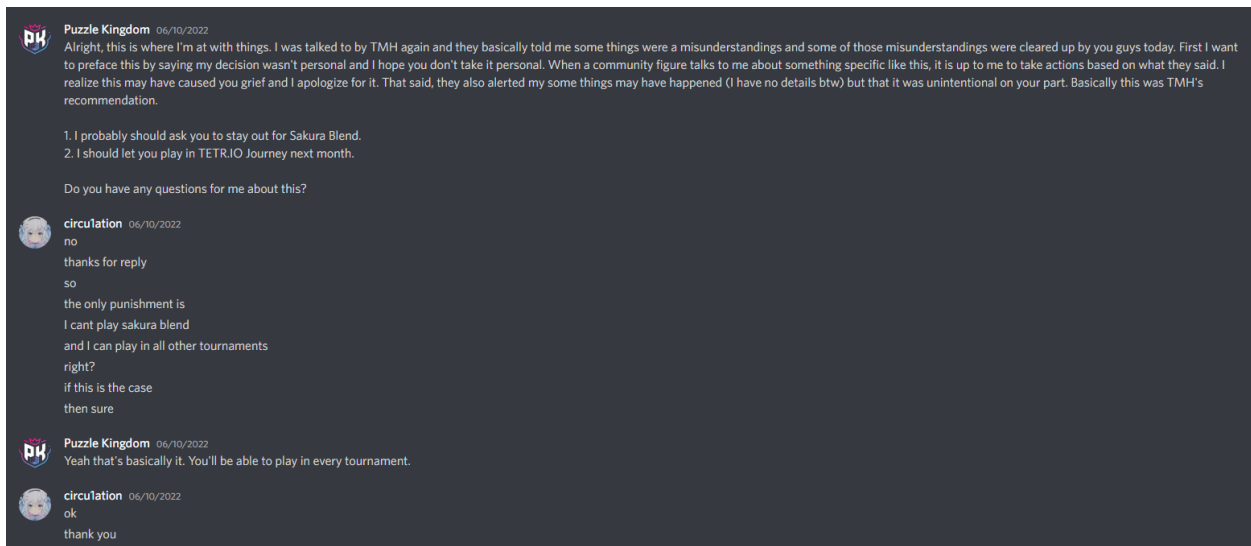 Puzzle Kingdom 06/10/2022
Alright, this is where I'm at with things. I was talked to by TMH again and they basically told me some things were a misunderstandings and some of those misunderstandings were cleared up by you guys today. First I want
to preface this by saying my decision wasn't personal and I hope you don't take it personal. When a community figure talks to me about something specific like this, it is up to me to take actions based on what they said. I
realize this may have caused you grief and I apologize for it. That said, they also alerted my some things may have happened (I have no details btw) but that it was unintentional on your part. Basically this was TMH's
recommendation.
1. I probably should ask you to stay out for Sakura Blend.
2. I should let you play in TETR.IO Journey next month.
Do you have any questions for me about this?
circu1ation 06/10/2022
no
thanks for reply
so
the only punishment is
I cant play sakura blend
and I can play in all other tournaments
right?
if this is the case
then sure
Puzzle Kingdom 06/10/2022
Yeah that's basically it. You'll be able to play in every tournament.
circu1ation 06/10/2022
ok
thank you